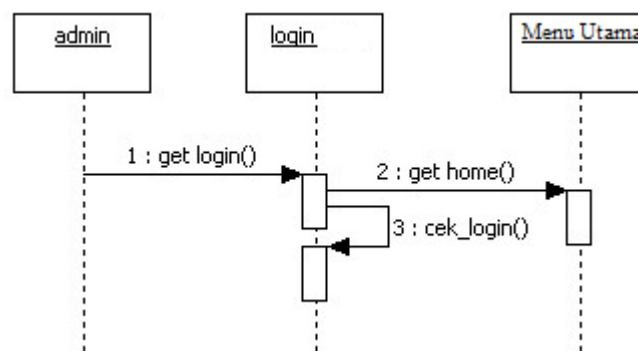 admin
login
Menu Utama
1 : get login()
2 : get home()
3 : cek_login()